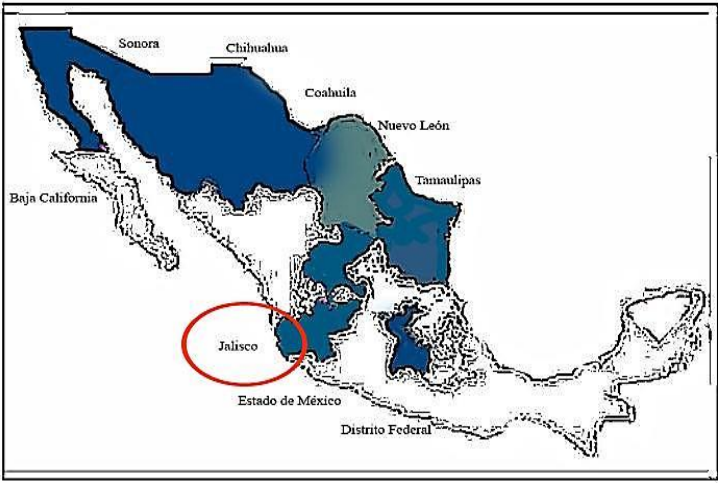 Sonora
Chihuahua
Coahuila
Nuevo León
Tamaulipas
Baja California
Jalisco
Estado de México
Distrito Federal